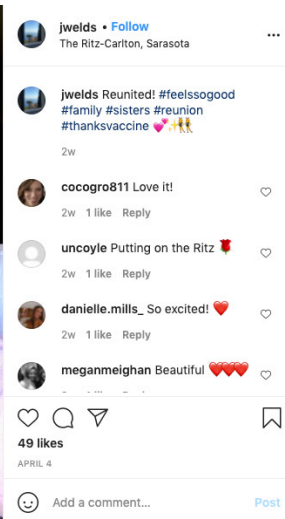 jwelds • Follow
The Ritz-Carlton, Sarasota
jwelds Reunited! #feelssogood
#family #sisters #reunion
#thanksvaccine 💕✨👯
2w
cocogro811 Love it!
2w 1 like Reply
uncoyle Putting on the Ritz 🌹
2w 1 like Reply
danielle.mills_ So excited! ❤️
2w 1 like Reply
meganmeighan Beautiful ❤️❤️❤️
49 likes
APRIL 4
Add a comment... Post